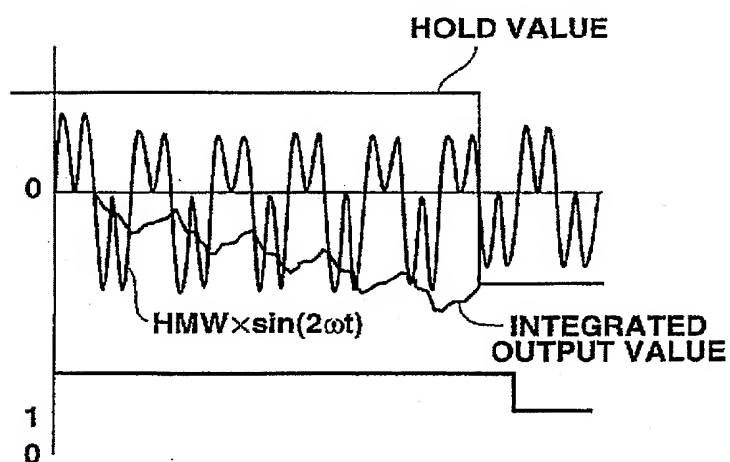 HOLD VALUE
0
HMW×sin(2ωt)
INTEGRATED
OUTPUT VALUE
1
0